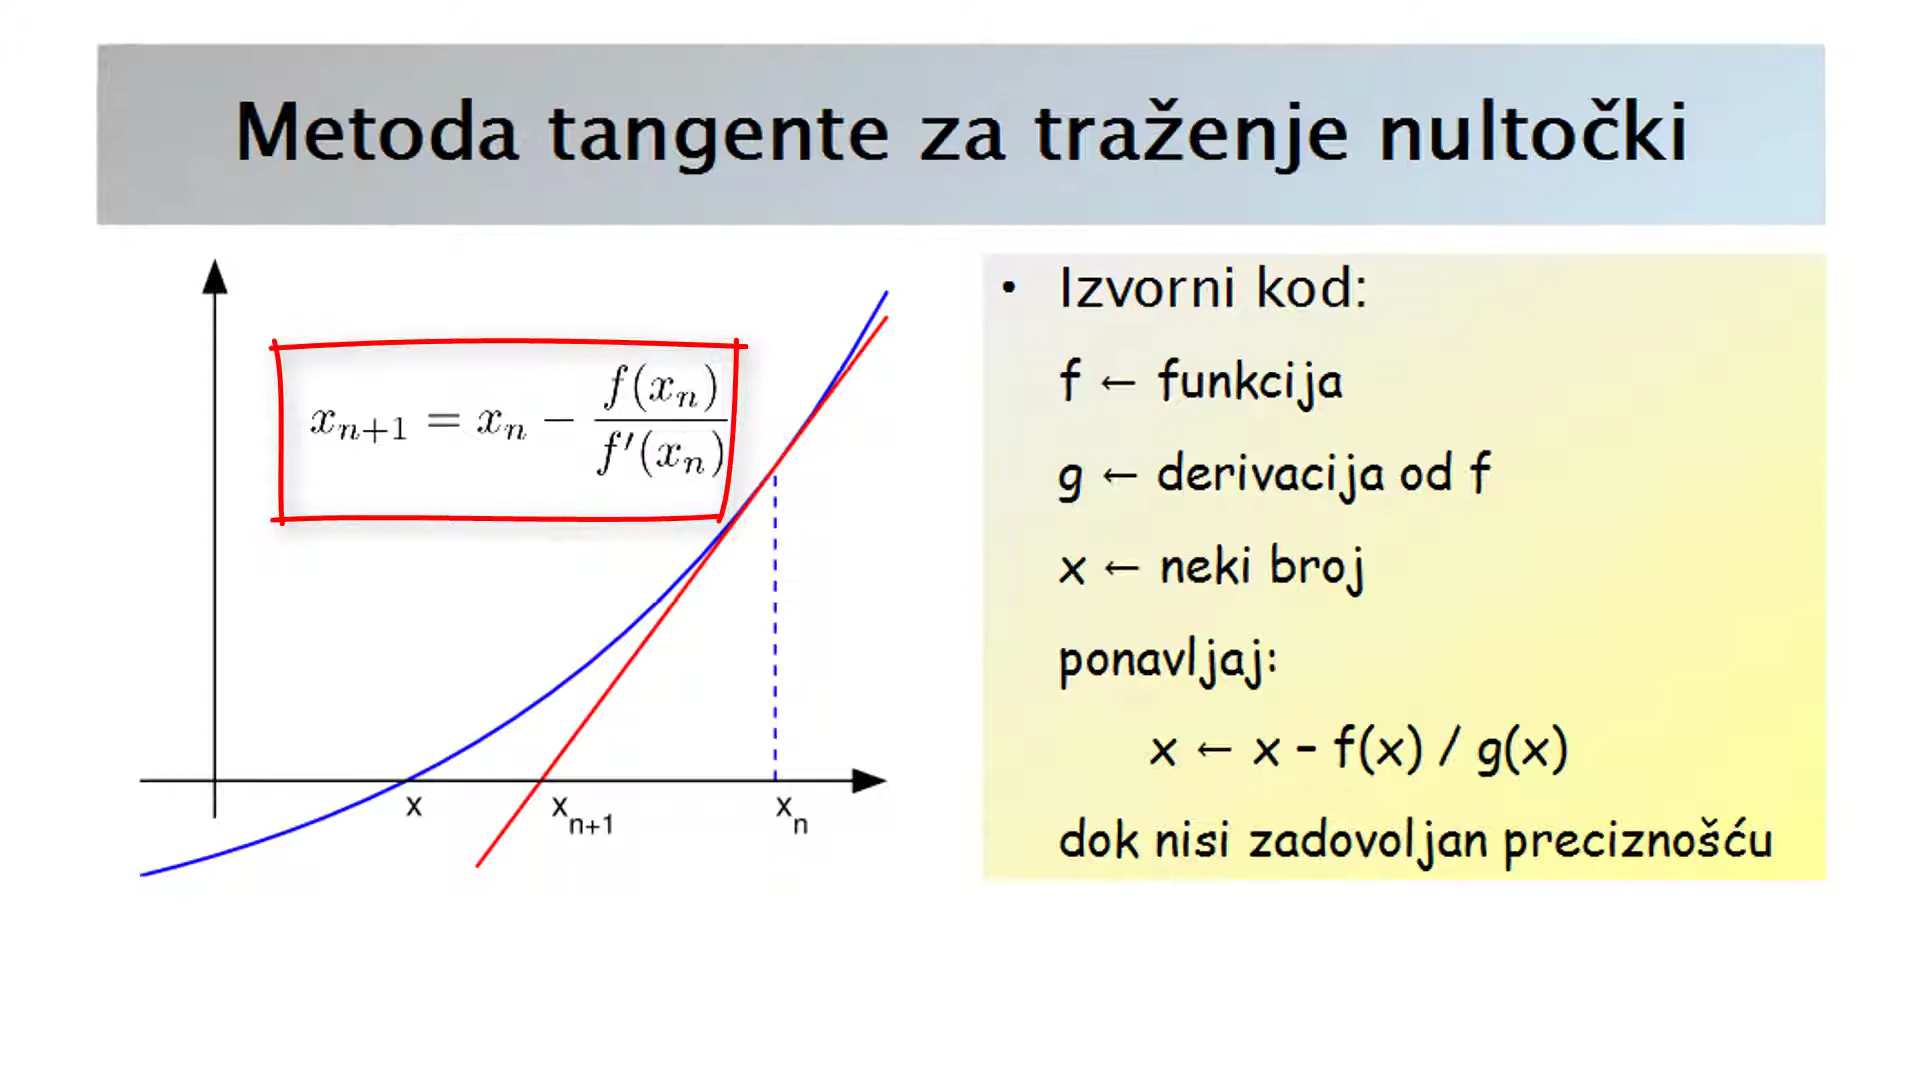 Metoda tangente za traženje nultočki
x_{n+1} = x_n − f(x_n) / f′(x_n)
x
x_{n+1}
x_n
• Izvorni kod:
f ← funkcija
g ← derivacija od f
x ← neki broj
ponavljaj:
x ← x – f(x) / g(x)
dok nisi zadovoljan preciznošću